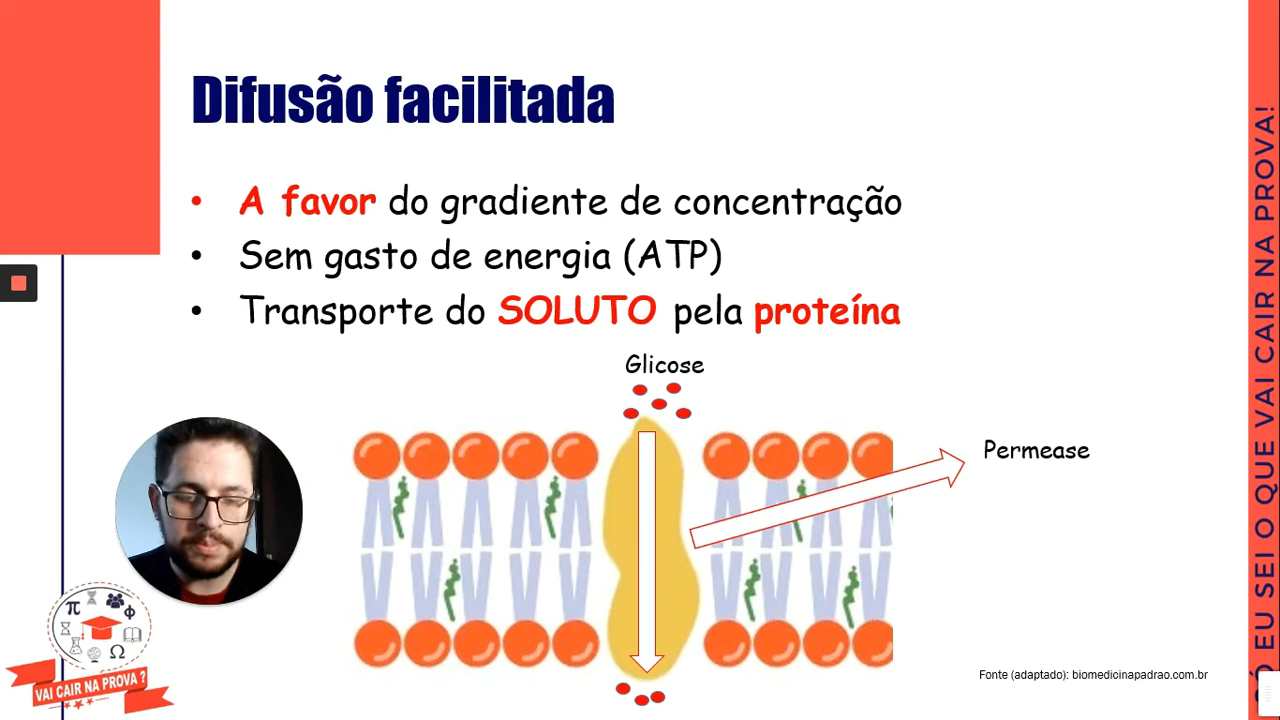 Difusão facilitada
• A favor do gradiente de concentração
• Sem gasto de energia (ATP)
• Transporte do SOLUTO pela proteína
Glicose
Permease
Fonte (adaptado): biomedicinapadrao.com.br
π
Φ
Ω
VAI CAIR NA PROVA ?
SÓ EU SEI O QUE VAI CAIR NA PROVA!